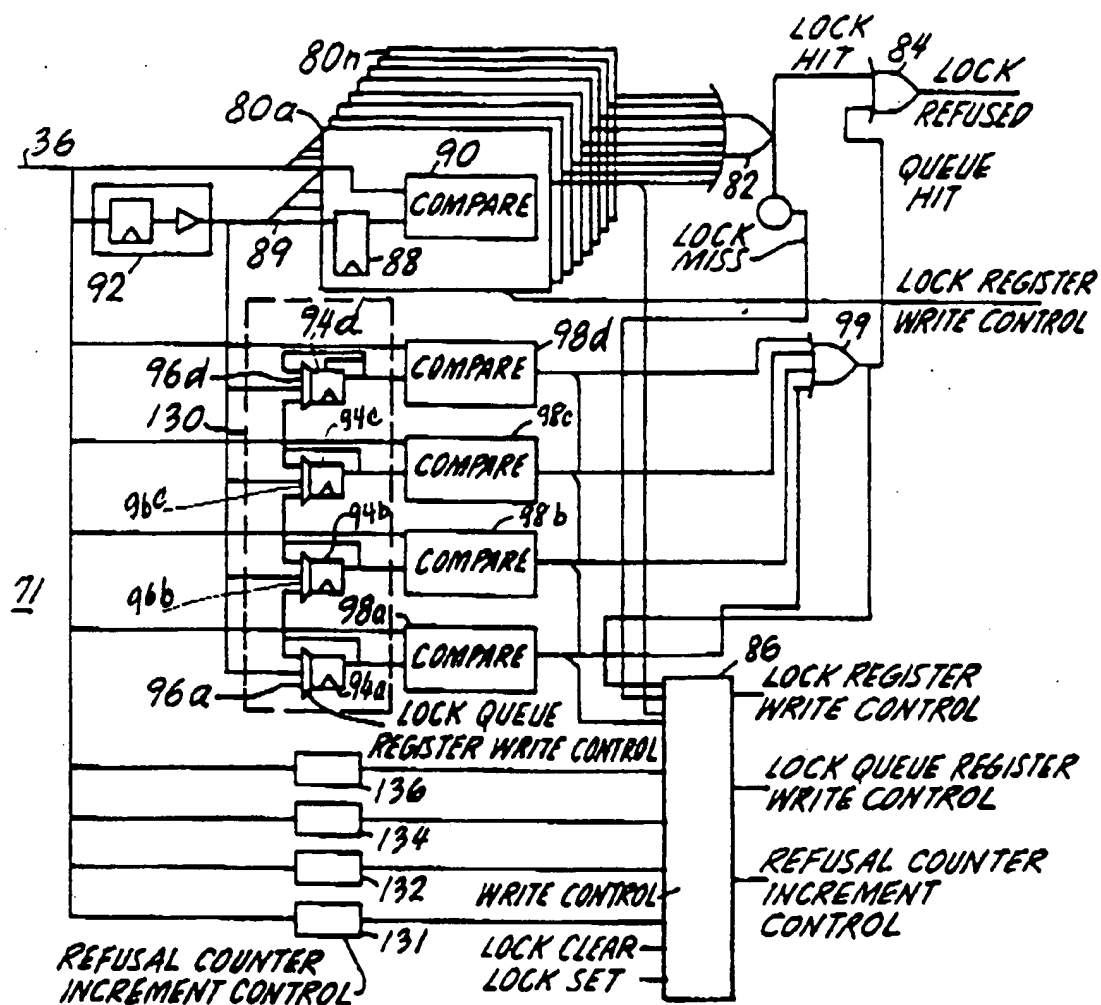 LOCK
HIT
84
LOCK
REFUSED
80n
80a
36
90
COMPARE
82
QUEUE
HIT
92
89
88
LOCK
MISS
LOCK REGISTER
WRITE CONTROL
94d
98d
99
COMPARE
96d
130
94c
98c
COMPARE
96c
94b
98b
COMPARE
71
96b
98a
COMPARE
86
96a
94a
LOCK QUEUE
REGISTER WRITE CONTROL
LOCK REGISTER
WRITE CONTROL
136
LOCK QUEUE REGISTER
WRITE CONTROL
134
132
WRITE CONTROL
REFUSAL COUNTER
INCREMENT
CONTROL
131
LOCK CLEAR
LOCK SET
REFUSAL COUNTER
INCREMENT CONTROL